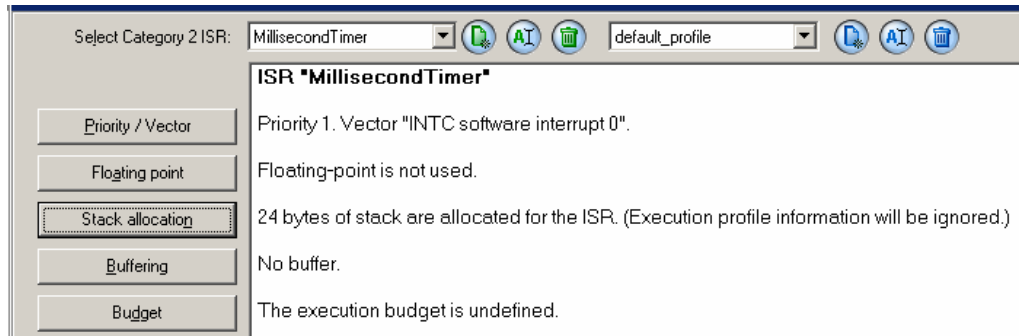 Select Category 2 ISR: MillisecondTimer default_profile
ISR "MillisecondTimer"
Priority / Vector Priority 1. Vector "INTC software interrupt 0".
Floating point Floating-point is not used.
Stack allocation 24 bytes of stack are allocated for the ISR. (Execution profile information will be ignored.)
Buffering No buffer.
Budget The execution budget is undefined.